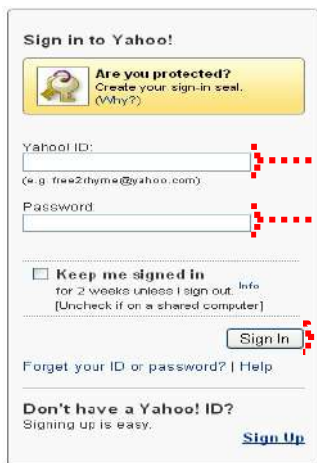 Sign in to Yahoo!
Are you protected?
Create your sign-in seal.
(Why?)
Yahoo! ID:
(e.g. free2rhyme@yahoo.com)
Password:
Keep me signed in
for 2 weeks unless I sign out. Info
[Uncheck if on a shared computer]
Sign In
Forget your ID or password? | Help
Don't have a Yahoo! ID?
Signing up is easy.
Sign Up